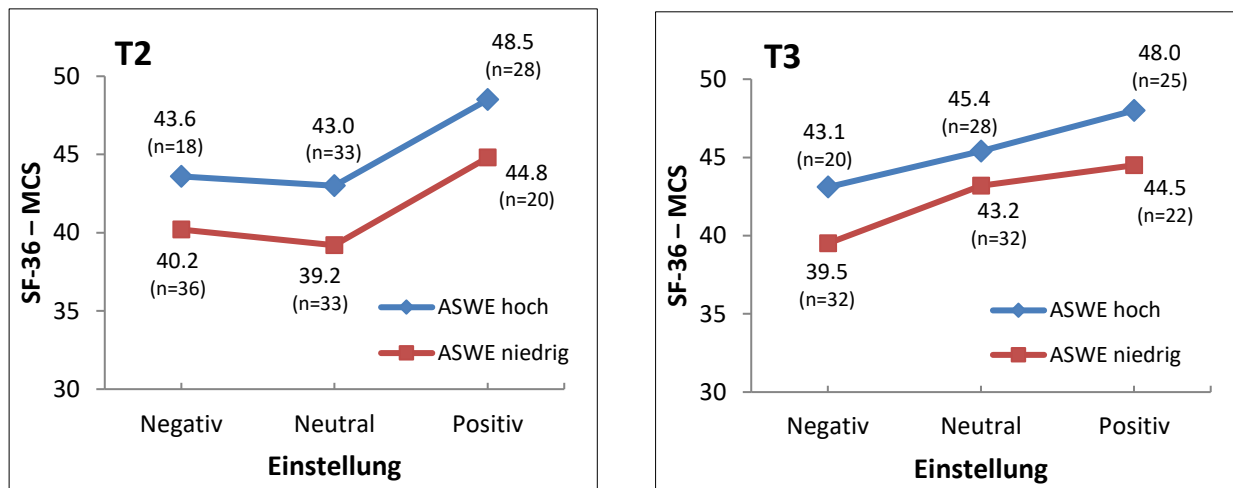 T2
SF-36 – MCS
50
45
40
35
30
43.6
(n=18)
43.0
(n=33)
48.5
(n=28)
40.2
(n=36)
39.2
(n=33)
44.8
(n=20)
ASWE hoch
ASWE niedrig
Negativ
Neutral
Positiv
Einstellung
T3
SF-36 – MCS
50
45
40
35
30
43.1
(n=20)
45.4
(n=28)
48.0
(n=25)
39.5
(n=32)
43.2
(n=32)
44.5
(n=22)
ASWE hoch
ASWE niedrig
Negativ
Neutral
Positiv
Einstellung